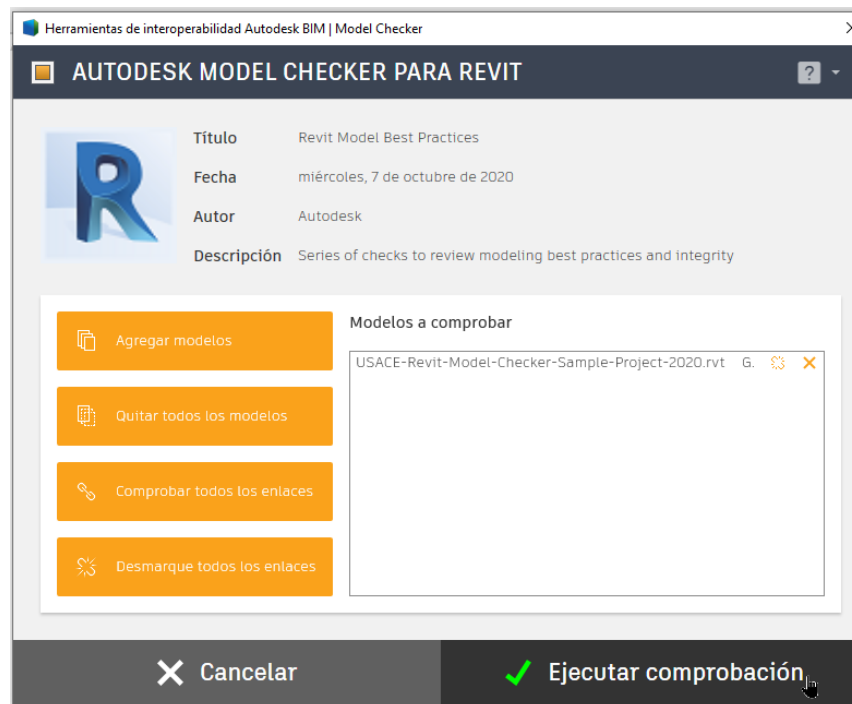 Herramientas de interoperabilidad Autodesk BIM | Model Checker
AUTODESK MODEL CHECKER PARA REVIT
?
Título Revit Model Best Practices
Fecha miércoles, 7 de octubre de 2020
Autor Autodesk
Descripción Series of checks to review modeling best practices and integrity
Agregar modelos
Quitar todos los modelos
Comprobar todos los enlaces
Desmarque todos los enlaces
Modelos a comprobar
USACE-Revit-Model-Checker-Sample-Project-2020.rvt G.
Cancelar
Ejecutar comprobación